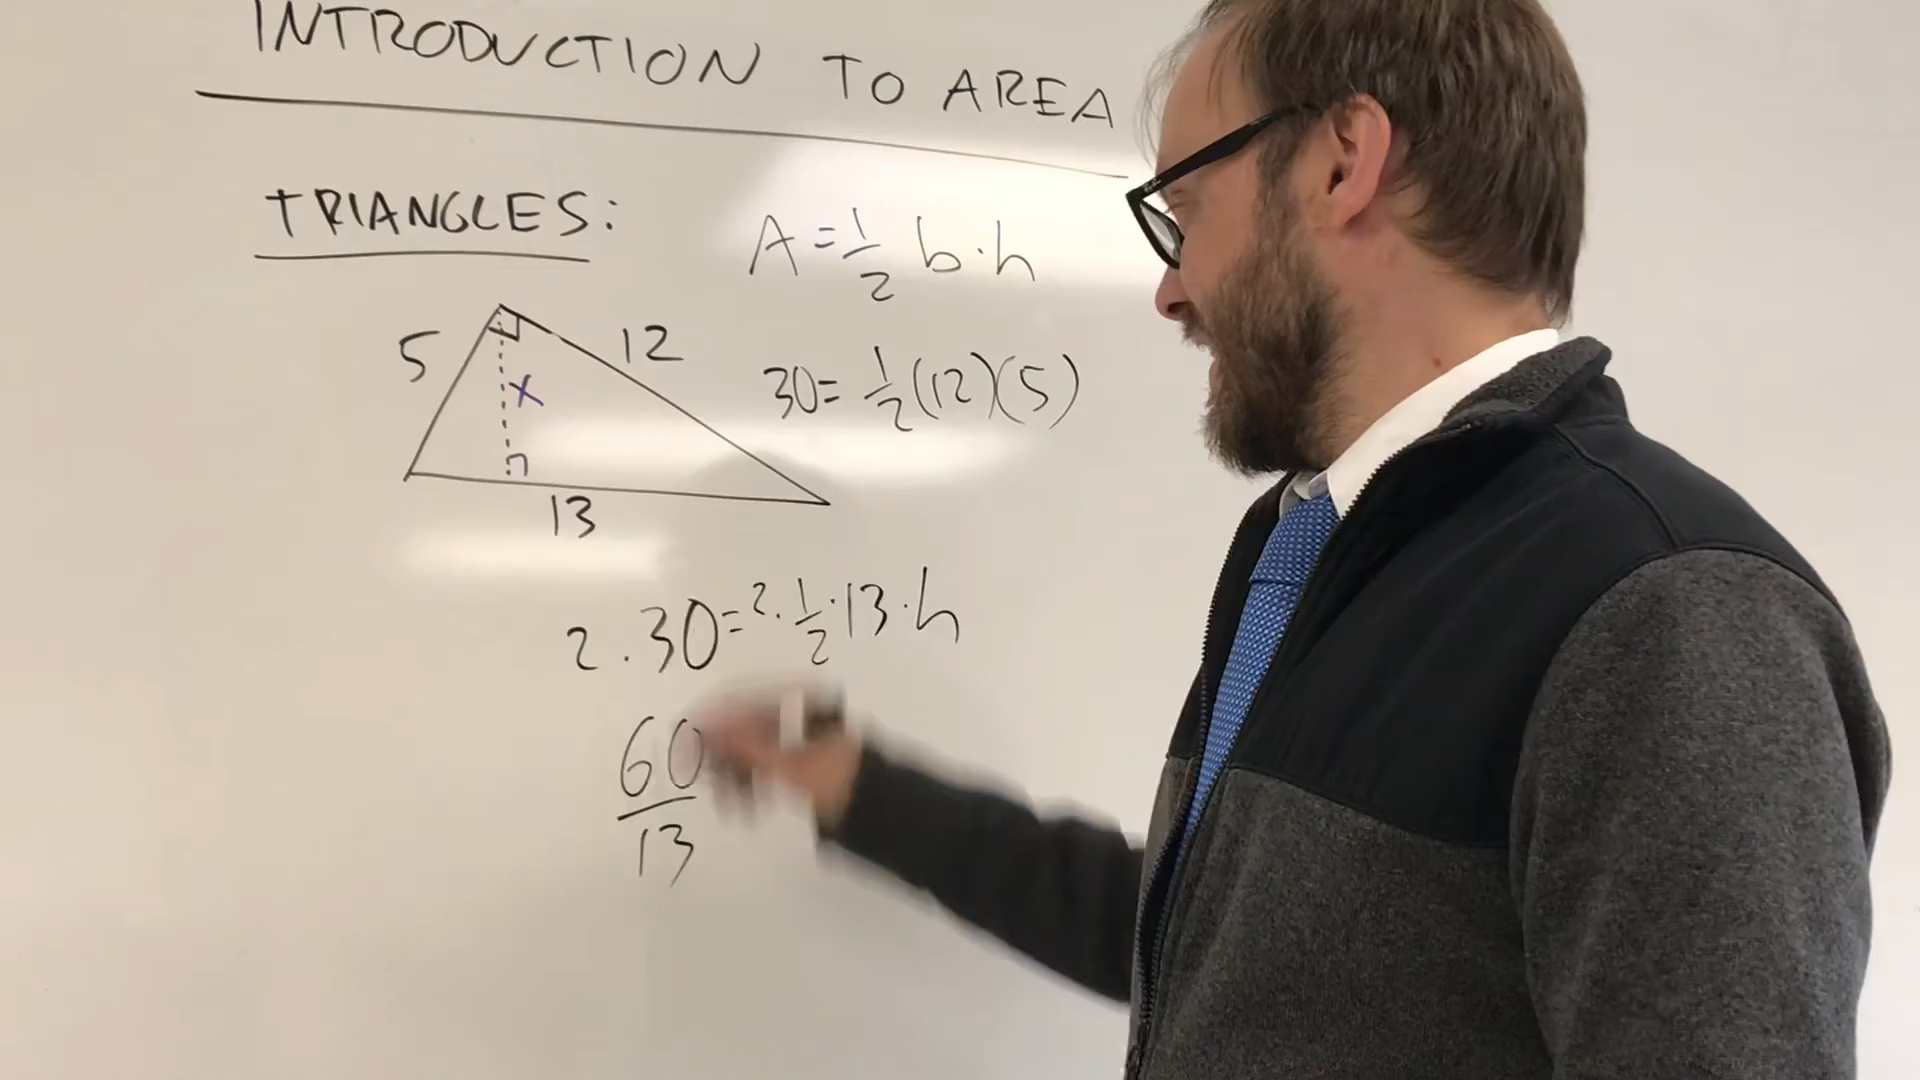 INTRODUCTION TO AREA
TRIANGLES:
A = 1/2 b·h
5
12
x
13
30 = 1/2 (12)(5)
2 · 30 = 2 · 1/2 · 13 · h
60/13